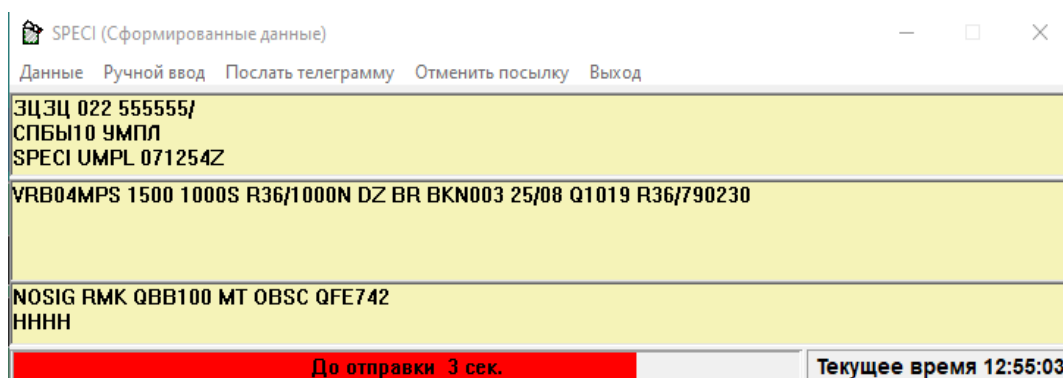 SPECI (Сформированные данные)
Данные Ручной ввод Послать телеграмму Отменить посылку Выход
ЗЦЗЦ 022 555555/
СПБЫ10 УМПЛ
SPECI UMPL 071254Z
VRB04MPS 1500 1000S R36/1000N DZ BR BKN003 25/08 Q1019 R36/790230
NOSIG RMK QBB100 MT OBSC QFE742
НННН
До отправки 3 сек.
Текущее время 12:55:03